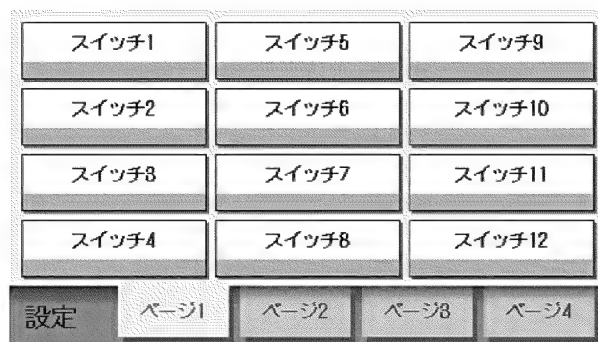 スイッチ1 スイッチ5 スイッチ9
スイッチ2 スイッチ6 スイッチ10
スイッチ3 スイッチ7 スイッチ11
スイッチ4 スイッチ8 スイッチ12
設定 ページ1 ページ2 ページ3 ページ4